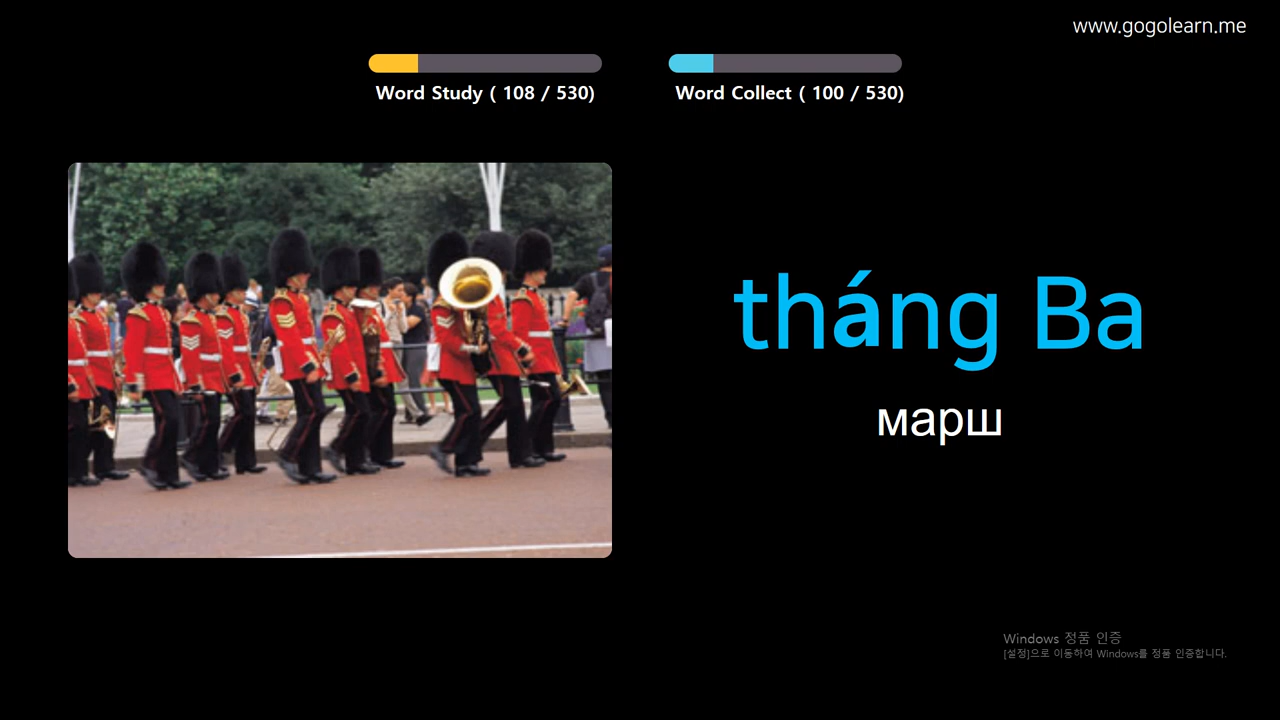 www.gogolearn.me
Word Study ( 108 / 530)
Word Collect ( 100 / 530)
tháng Ba
марш
Windows 정품 인증
[설정]으로 이동하여 Windows를 정품 인증합니다.